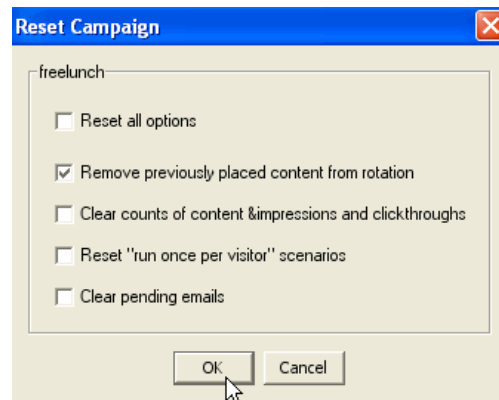 Reset Campaign
freelunch
Reset all options
Remove previously placed content from rotation
Clear counts of content &impressions and clickthroughs
Reset "run once per visitor" scenarios
Clear pending emails
OK Cancel